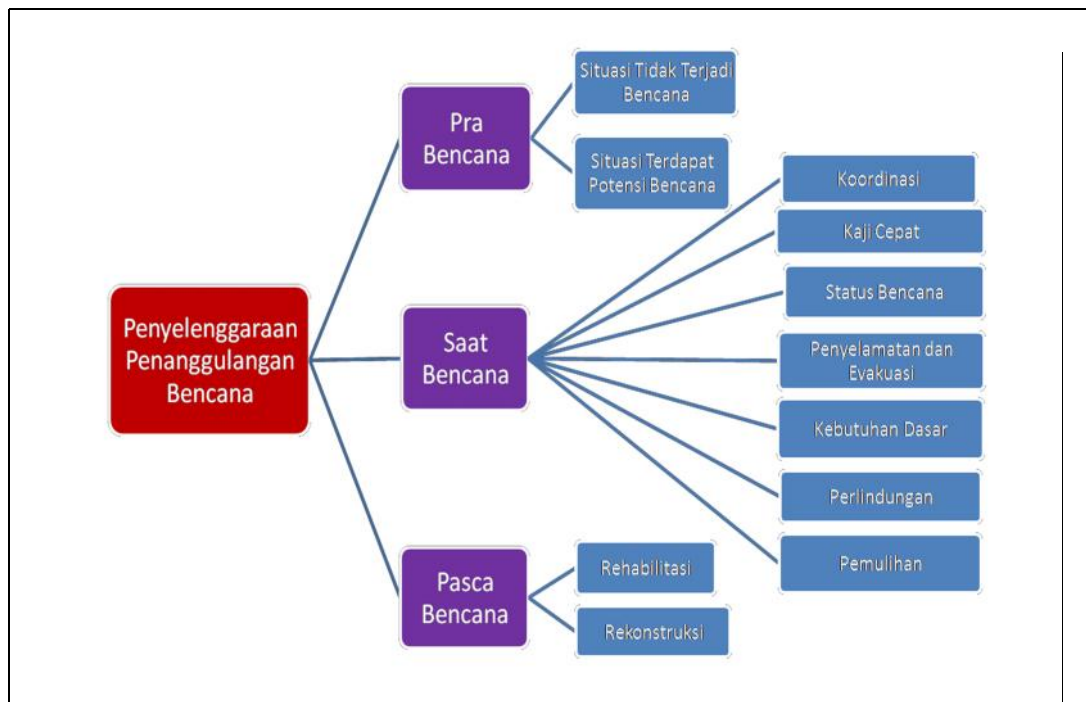 Penyelenggaraan
Penanggulangan
Bencana
Pra
Bencana
Situasi Tidak Terjadi
Bencana
Situasi Terdapat
Potensi Bencana
Saat
Bencana
Koordinasi
Kaji Cepat
Status Bencana
Penyelamatan dan
Evakuasi
Kebutuhan Dasar
Perlindungan
Pemulihan
Pasca
Bencana
Rehabilitasi
Rekonstruksi